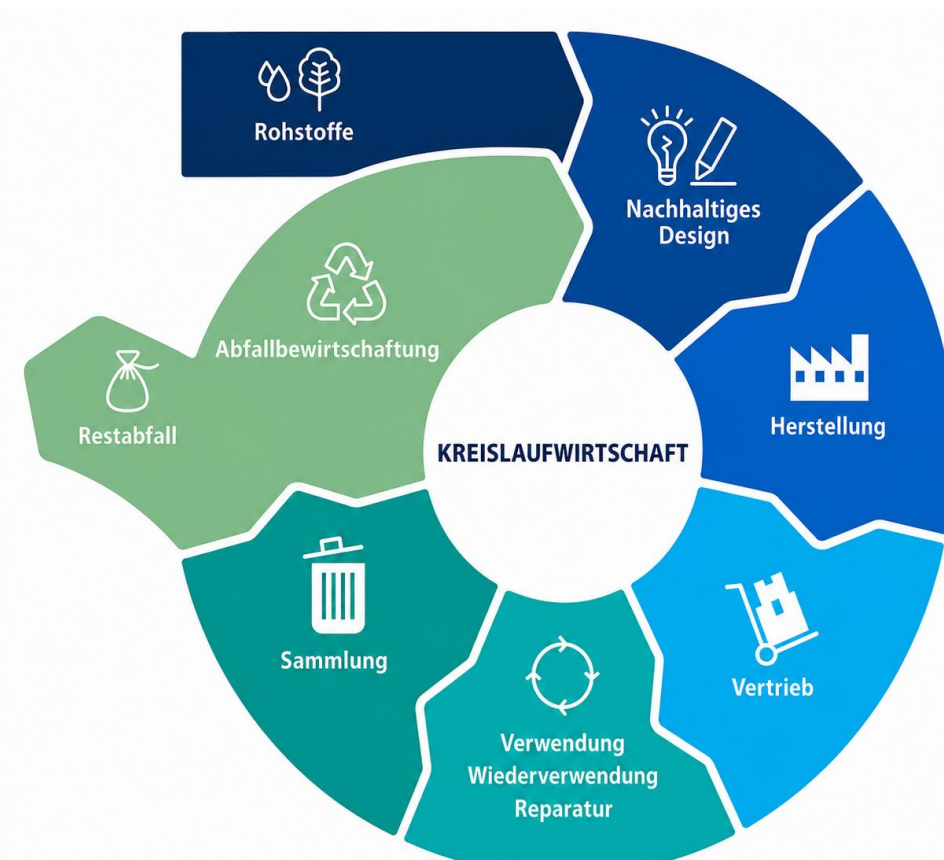 Rohstoffe
Nachhaltiges
Design
Herstellung
Vertrieb
Verwendung
Wiederverwendung
Reparatur
Sammlung
Abfallbewirtschaftung
Restabfall
KREISLAUFWIRTSCHAFT